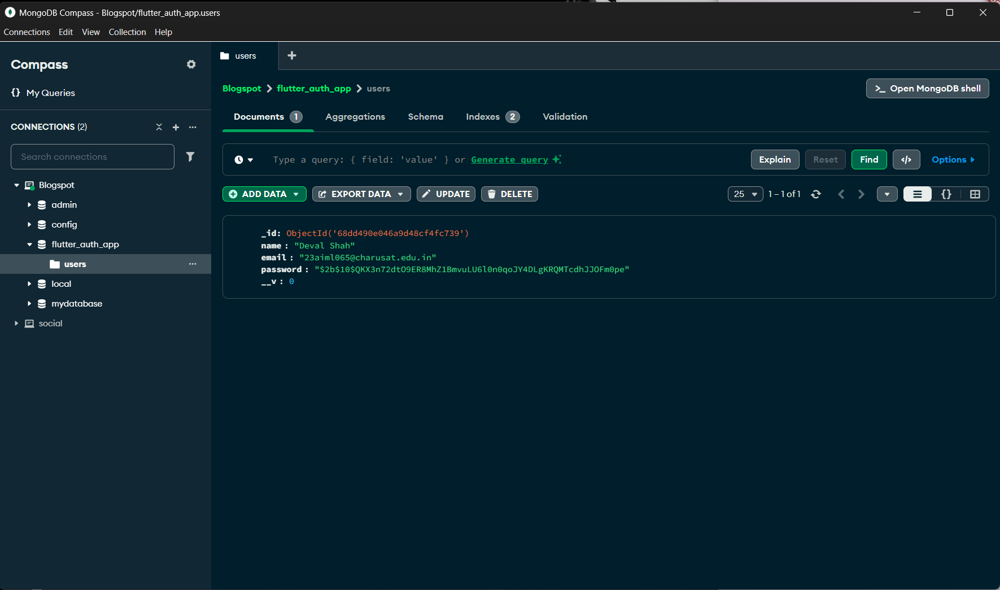 MongoDB Compass - Blogspot/flutter_auth_app.users
Connections Edit View Collection Help
Compass
{} My Queries
CONNECTIONS (2)
Search connections
Blogspot
admin
config
flutter_auth_app
users
local
mydatabase
social
users
Blogspot > flutter_auth_app > users
>_ Open MongoDB shell
Documents 1 Aggregations Schema Indexes 2 Validation
Type a query: { field: 'value' } or Generate query
Explain Reset Find </> Options
ADD DATA EXPORT DATA UPDATE DELETE
25 1 – 1 of 1 {}
_id: ObjectId('68dd490e046a9d48cf4fc739')
name : "Deval Shah"
email : "23aiml065@charusat.edu.in"
password : "$2b$10$QKX3n72dtO9ER8MhZ1BmvuLU6l0n0qoJY4DLgKRQMTcdhJJOFm0pe"
__v : 0